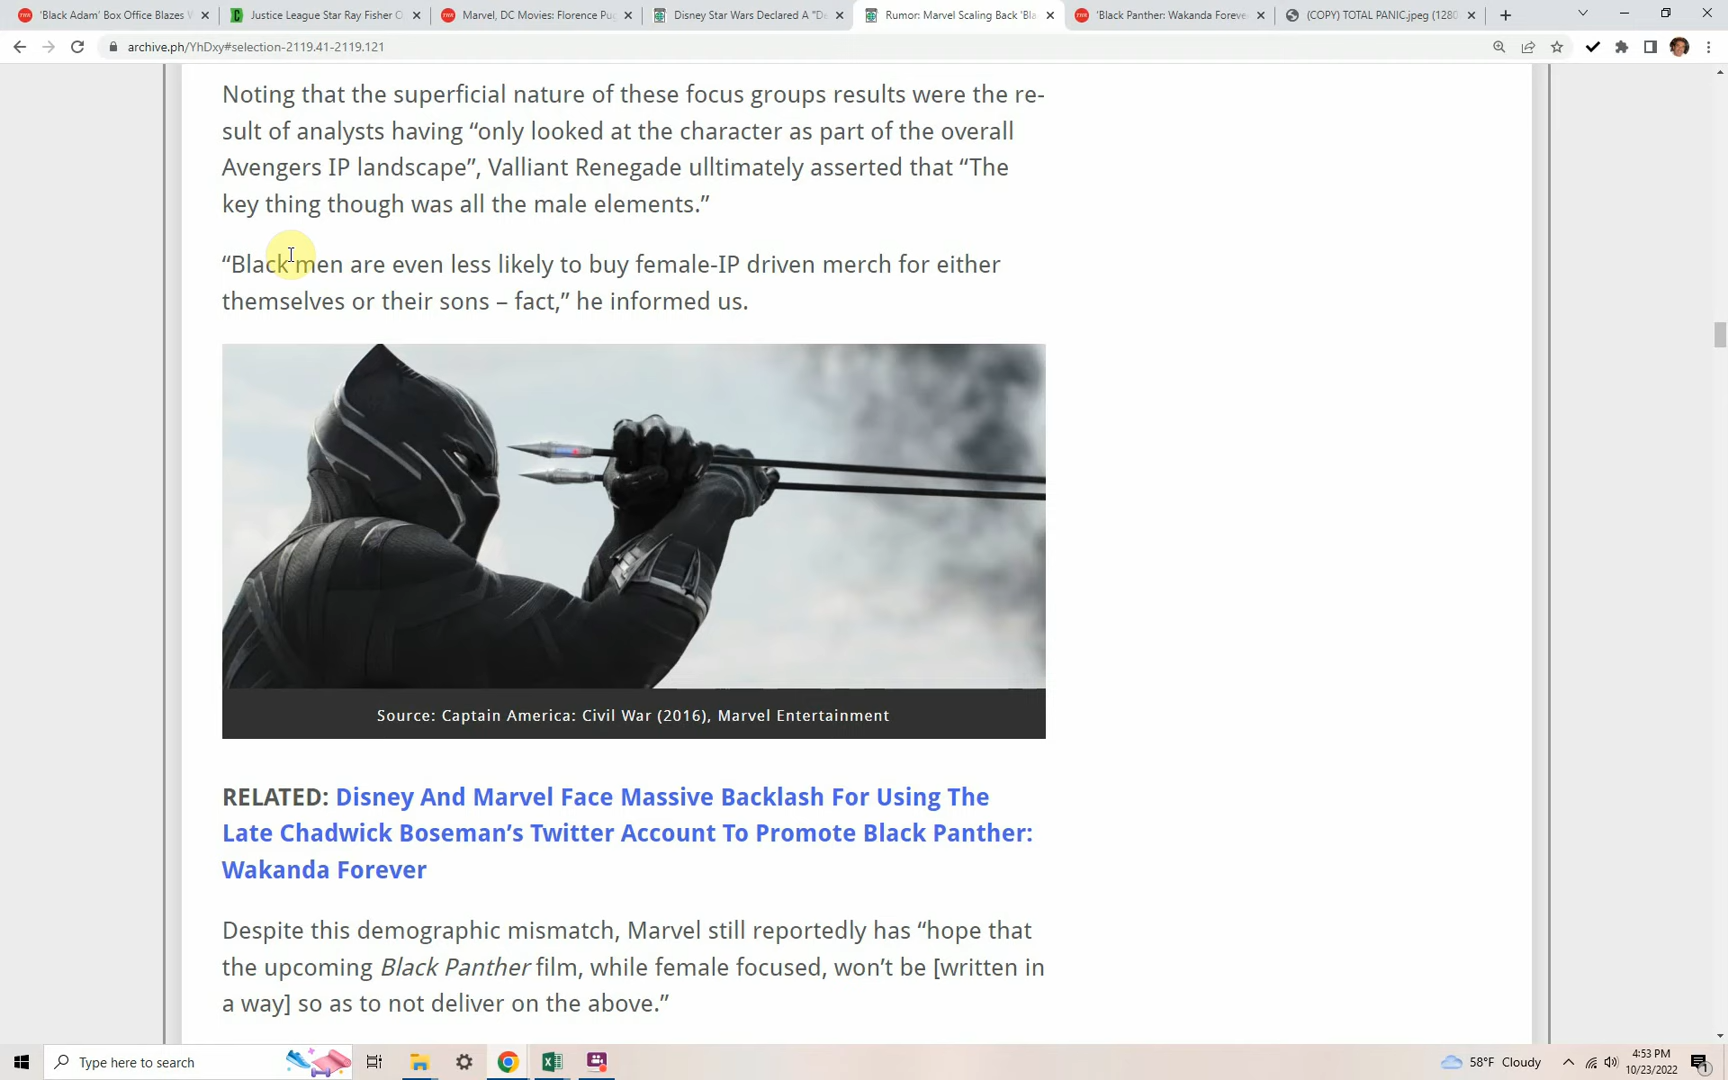 'Black Adam' Box Office Blazes W
Justice League Star Ray Fisher O
Marvel, DC Movies: Florence Pu
Disney Star Wars Declared A "De
Rumor: Marvel Scaling Back 'Bla
'Black Panther: Wakanda Foreve
(COPY) TOTAL PANIC.jpeg (1280
archive.ph/YhDxy#selection-2119.41-2119.121
Noting that the superficial nature of these focus groups results were the re-
sult of analysts having “only looked at the character as part of the overall
Avengers IP landscape”, Valliant Renegade ulltimately asserted that “The
key thing though was all the male elements.”
“Black men are even less likely to buy female-IP driven merch for either
themselves or their sons – fact,” he informed us.
Source: Captain America: Civil War (2016), Marvel Entertainment
RELATED: Disney And Marvel Face Massive Backlash For Using The
Late Chadwick Boseman’s Twitter Account To Promote Black Panther:
Wakanda Forever
Despite this demographic mismatch, Marvel still reportedly has “hope that
the upcoming Black Panther film, while female focused, won’t be [written in
a way] so as to not deliver on the above.”
Type here to search
58°F Cloudy
4:53 PM
10/23/2022
1